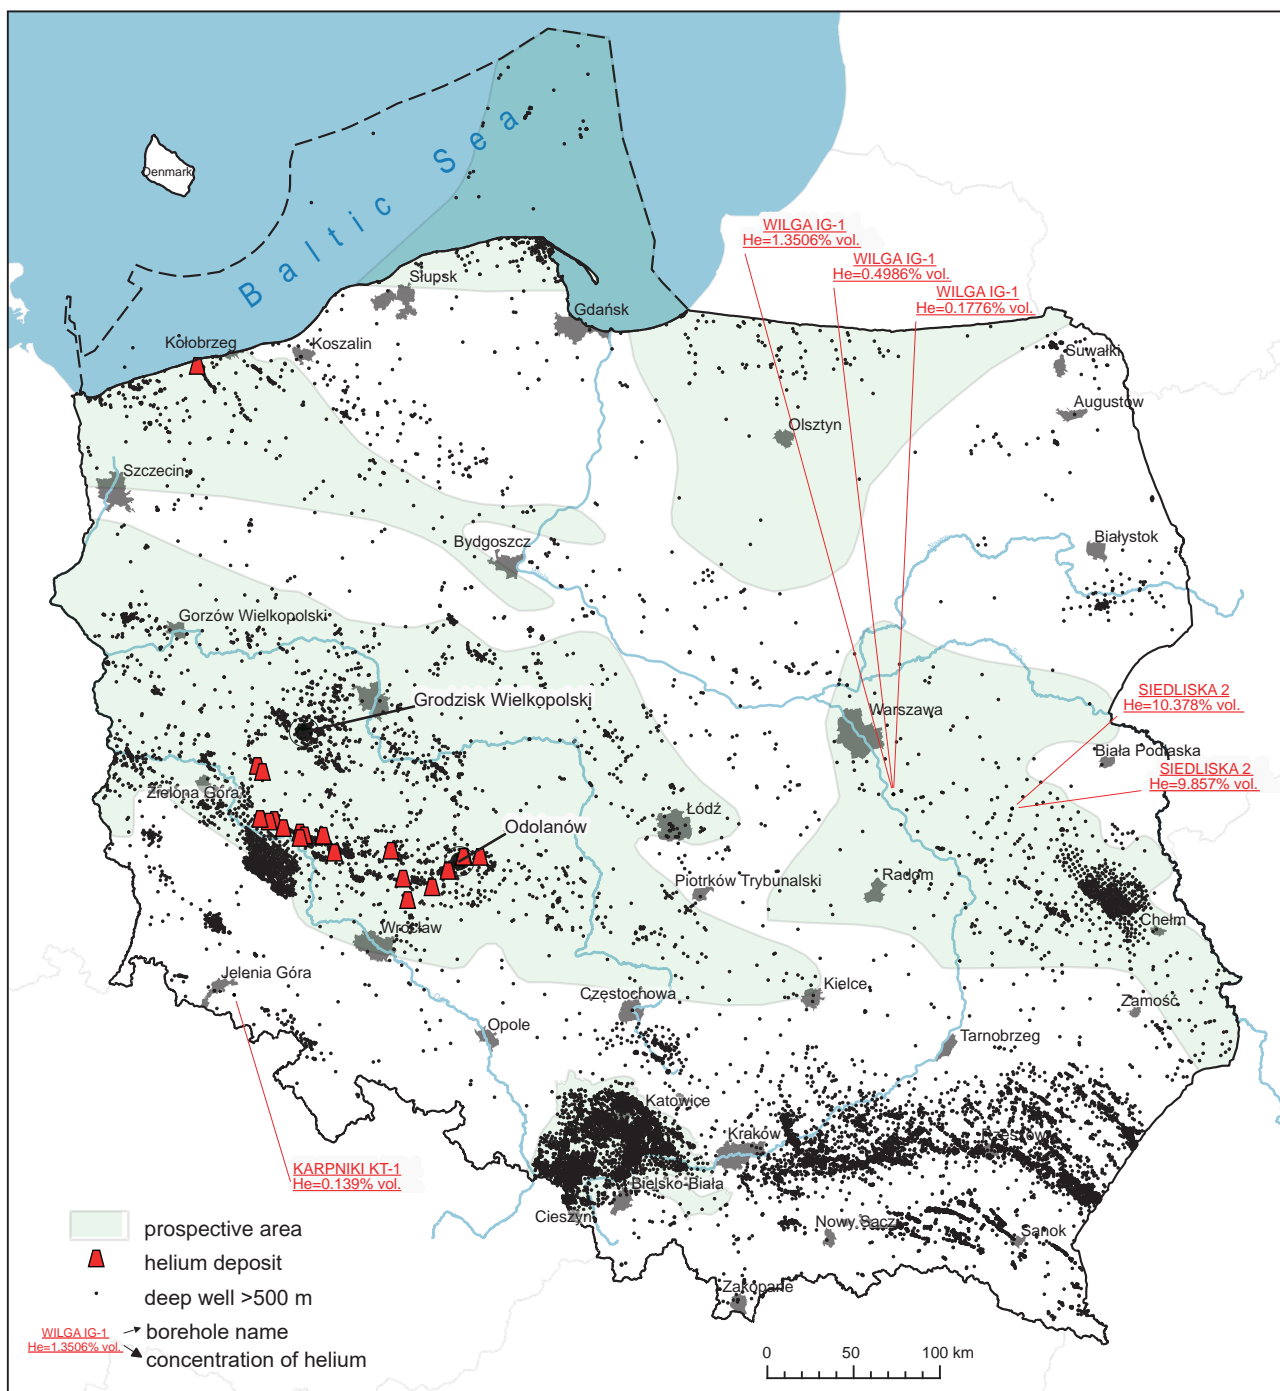 Baltic Sea
Denmark
WILGA IG-1
He=1.3506% vol.
WILGA IG-1
He=0.4986% vol.
WILGA IG-1
He=0.1776% vol.
Słupsk
Gdańsk
Kołobrzeg
Koszalin
Suwałki
Augustów
Olsztyn
Szczecin
Bydgoszcz
Białystok
Gorzów Wielkopolski
Grodzisk Wielkopolski
Warszawa
SIEDLISKA 2
He=10.378% vol.
Biała Podlaska
SIEDLISKA 2
He=9.857% vol.
Zielona Góra
Łódź
Odolanów
Piotrków Trybunalski
Radom
Wrocław
Chełm
Jelenia Góra
Częstochowa
Kielce
Zamość
Opole
Tarnobrzeg
Katowice
Kraków
Rzeszów
KARPNIKI KT-1
He=0.139% vol.
Bielsko-Biała
Cieszyn
Nowy Sącz
Sanok
Zakopane
prospective area
helium deposit
deep well >500 m
WILGA IG-1
He=1.3506% vol.
borehole name
concentration of helium
0 50 100 km